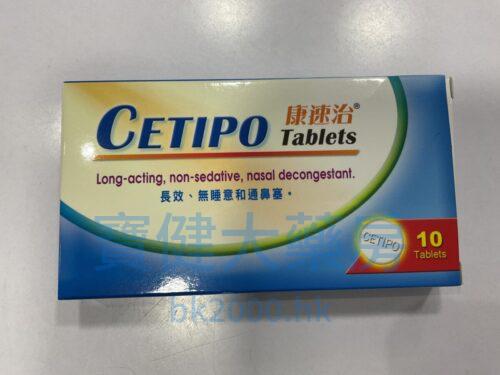 CETIPO 康速治®
Tablets
Long-acting, non-sedative, nasal decongestant.
長效、無睡意和通鼻塞。
寶健大藥房
CETIPO
10
Tablets
bk2000.hk